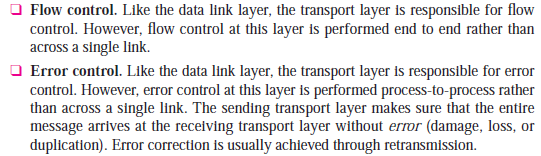 ❑ Flow control. Like the data link layer, the transport layer is responsible for flow
control. However, flow control at this layer is performed end to end rather than
across a single link.
❑ Error control. Like the data link layer, the transport layer is responsible for error
control. However, error control at this layer is performed process-to-process rather
than across a single link. The sending transport layer makes sure that the entire
message arrives at the receiving transport layer without error (damage, loss, or
duplication). Error correction is usually achieved through retransmission.